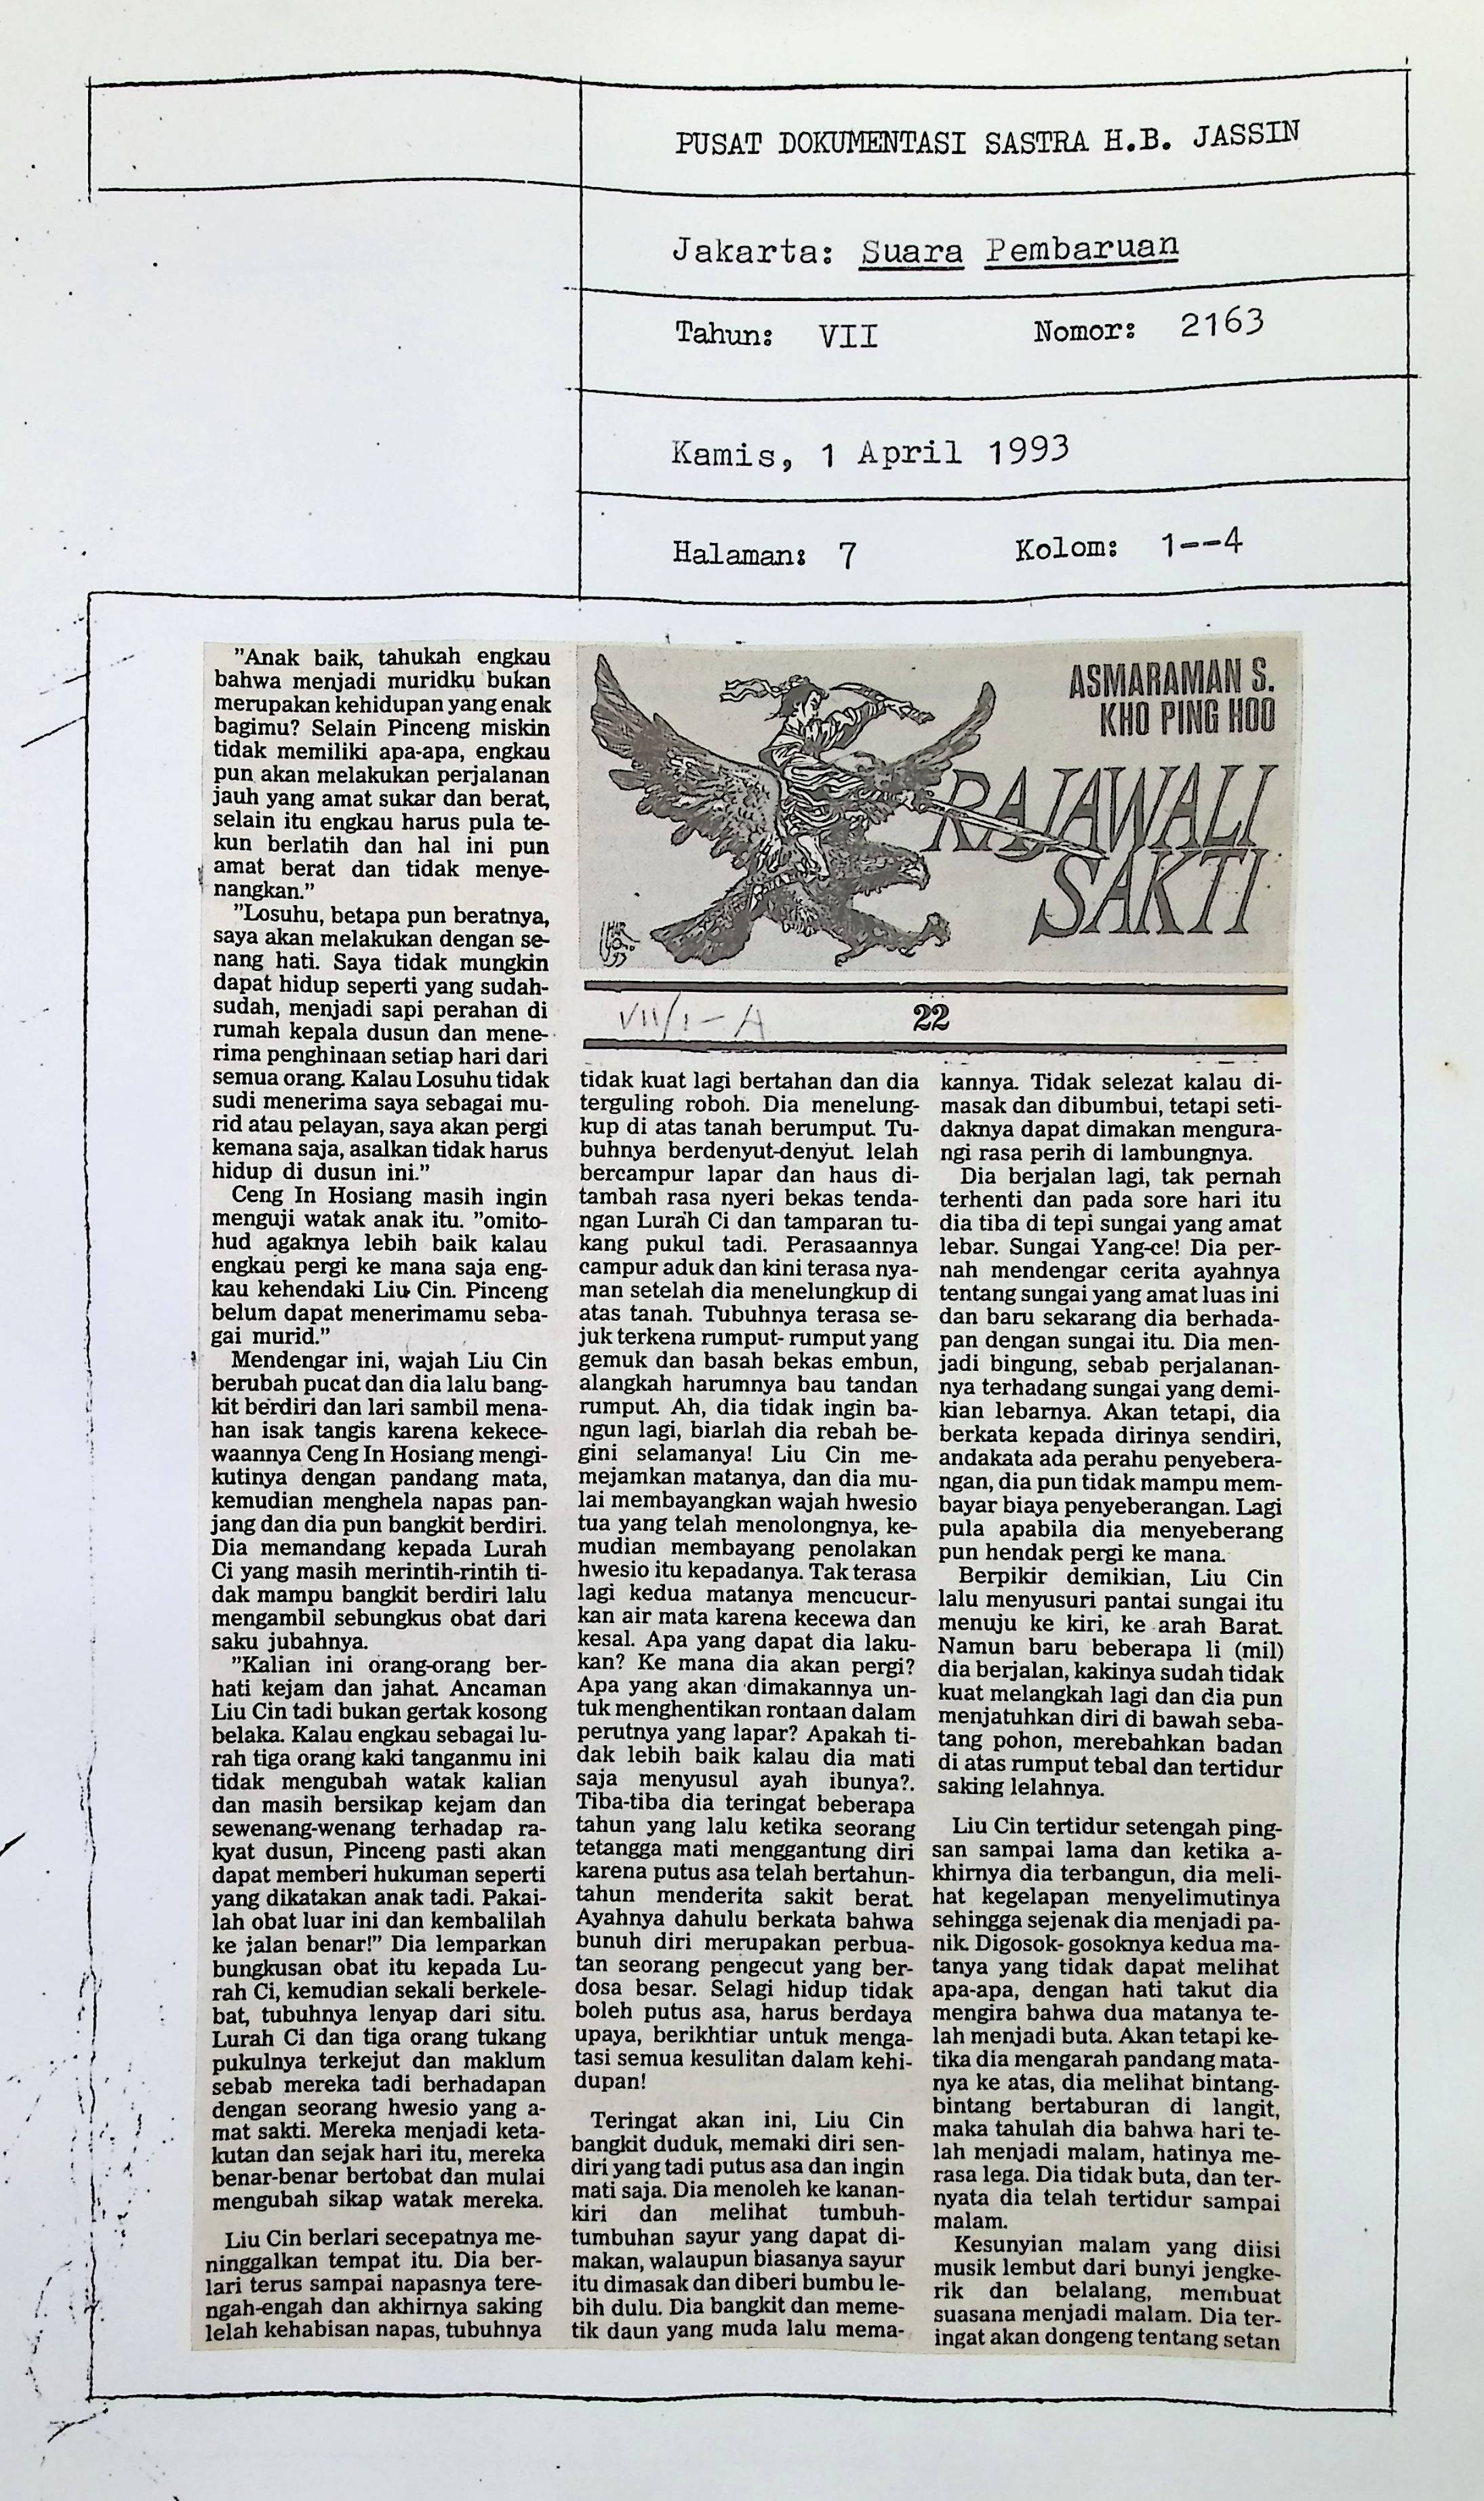 PUSAT DOKUMENTASI SASTRA H.B. JASSIN
Jakarta: Suara Pembaruan
Tahun: VII Nomor: 2163
Kamis, 1 April 1993
Halaman: 7 Kolom: 1--4
"Anak baik, tahukah engkau
bahwa menjadi muridku bukan
merupakan kehidupan yang enak
bagimu? Selain Pinceng miskin
tidak memiliki apa-apa, engkau
pun akan melakukan perjalanan
jauh yang amat sukar dan berat,
selain itu engkau harus pula te-
kun berlatih dan hal ini pun
amat berat dan tidak menye-
nangkan."
"Losuhu, betapa pun beratnya,
saya akan melakukan dengan se-
nang hati. Saya tidak mungkin
dapat hidup seperti yang sudah-
sudah, menjadi sapi perahan di
rumah kepala dusun dan mene-
rima penghinaan setiap hari dari
semua orang. Kalau Losuhu tidak
sudi menerima saya sebagai mu-
rid atau pelayan, saya akan pergi
kemana saja, asalkan tidak harus
hidup di dusun ini."
Ceng In Hosiang masih ingin
menguji watak anak itu. "omito-
hud agaknya lebih baik kalau
engkau pergi ke mana saja eng-
kau kehendaki Liu Cin. Pinceng
belum dapat menerimamu seba-
gai murid."
Mendengar ini, wajah Liu Cin
berubah pucat dan dia lalu bang-
kit berdiri dan lari sambil mena-
han isak tangis karena kekece-
waannya Ceng In Hosiang mengi-
kutinya dengan pandang mata,
kemudian menghela napas pan-
jang dan dia pun bangkit berdiri.
Dia memandang kepada Lurah
Ci yang masih merintih-rintih ti-
dak mampu bangkit berdiri lalu
mengambil sebungkus obat dari
saku jubahnya.
"Kalian ini orang-orang ber-
hati kejam dan jahat. Ancaman
Liu Cin tadi bukan gertak kosong
belaka. Kalau engkau sebagai lu-
rah tiga orang kaki tanganmu ini
tidak mengubah watak kalian
dan masih bersikap kejam dan
sewenang-wenang terhadap ra-
kyat dusun, Pinceng pasti akan
dapat memberi hukuman seperti
yang dikatakan anak tadi. Pakai-
lah obat luar ini dan kembalilah
ke jalan benar!" Dia lemparkan
bungkusan obat itu kepada Lu-
rah Ci, kemudian sekali berkele-
bat, tubuhnya lenyap dari situ.
Lurah Ci dan tiga orang tukang
pukulnya terkejut dan maklum
sebab mereka tadi berhadapan
dengan seorang hwesio yang a-
mat sakti. Mereka menjadi keta-
kutan dan sejak hari itu, mereka
benar-benar bertobat dan mulai
mengubah sikap watak mereka.
Liu Cin berlari secepatnya me-
ninggalkan tempat itu. Dia ber-
lari terus sampai napasnya tere-
ngah-engah dan akhirnya saking
lelah kehabisan napas, tubuhnya
ASMARAMAN S.
KHO PING HOO
RAJAWALI
SAKTI
VII/1-A 22
tidak kuat lagi bertahan dan dia
terguling roboh. Dia menelung-
kup di atas tanah berumput. Tu-
buhnya berdenyut-denyut lelah
bercampur lapar dan haus di-
tambah rasa nyeri bekas tenda-
ngan Lurah Ci dan tamparan tu-
kang pukul tadi. Perasaannya
campur aduk dan kini terasa nya-
man setelah dia menelungkup di
atas tanah. Tubuhnya terasa se-
juk terkena rumput- rumput yang
gemuk dan basah bekas embun,
alangkah harumnya bau tandan
rumput. Ah, dia tidak ingin ba-
ngun lagi, biarlah dia rebah be-
gini selamanya! Liu Cin me-
mejamkan matanya, dan dia mu-
lai membayangkan wajah hwesio
tua yang telah menolongnya, ke-
mudian membayang penolakan
hwesio itu kepadanya. Tak terasa
lagi kedua matanya mencucur-
kan air mata karena kecewa dan
kesal. Apa yang dapat dia laku-
kan? Ke mana dia akan pergi?
Apa yang akan dimakannya un-
tuk menghentikan rontaan dalam
perutnya yang lapar? Apakah ti-
dak lebih baik kalau dia mati
saja menyusul ayah ibunya?.
Tiba-tiba dia teringat beberapa
tahun yang lalu ketika seorang
tetangga mati menggantung diri
karena putus asa telah bertahun-
tahun menderita sakit berat.
Ayahnya dahulu berkata bahwa
bunuh diri merupakan perbua-
tan seorang pengecut yang ber-
dosa besar. Selagi hidup tidak
boleh putus asa, harus berdaya
upaya, berikhtiar untuk menga-
tasi semua kesulitan dalam kehi-
dupan!
Teringat akan ini, Liu Cin
bangkit duduk, memaki diri sen-
diri yang tadi putus asa dan ingin
mati saja. Dia menoleh ke kanan-
kiri dan melihat tumbuh-
tumbuhan sayur yang dapat di-
makan, walaupun biasanya sayur
itu dimasak dan diberi bumbu le-
bih dulu. Dia bangkit dan meme-
tik daun yang muda lalu mema-
kannya. Tidak selezat kalau di-
masak dan dibumbui, tetapi seti-
daknya dapat dimakan mengura-
ngi rasa perih di lambungnya.
Dia berjalan lagi, tak pernah
terhenti dan pada sore hari itu
dia tiba di tepi sungai yang amat
lebar. Sungai Yang-ce! Dia per-
nah mendengar cerita ayahnya
tentang sungai yang amat luas ini
dan baru sekarang dia berhada-
pan dengan sungai itu. Dia men-
jadi bingung, sebab perjalanan-
nya terhadang sungai yang demi-
kian lebarnya. Akan tetapi, dia
berkata kepada dirinya sendiri,
andakata ada perahu penyebera-
ngan, dia pun tidak mampu mem-
bayar biaya penyeberangan. Lagi
pula apabila dia menyeberang
pun hendak pergi ke mana.
Berpikir demikian, Liu Cin
lalu menyusuri pantai sungai itu
menuju ke kiri, ke arah Barat.
Namun baru beberapa li (mil)
dia berjalan, kakinya sudah tidak
kuat melangkah lagi dan dia pun
menjatuhkan diri di bawah seba-
tang pohon, merebahkan badan
di atas rumput tebal dan tertidur
saking lelahnya.
Liu Cin tertidur setengah ping-
san sampai lama dan ketika a-
khirnya dia terbangun, dia meli-
hat kegelapan menyelimutinya
sehingga sejenak dia menjadi pa-
nik. Digosok- gosoknya kedua ma-
tanya yang tidak dapat melihat
apa-apa, dengan hati takut dia
mengira bahwa dua matanya te-
lah menjadi buta. Akan tetapi ke-
tika dia mengarah pandang mata-
nya ke atas, dia melihat bintang-
bintang bertaburan di langit,
maka tahulah dia bahwa hari te-
lah menjadi malam, hatinya me-
rasa lega. Dia tidak buta, dan ter-
nyata dia telah tertidur sampai
malam.
Kesunyian malam yang diisi
musik lembut dari bunyi jengke-
rik dan belalang, membuat
suasana menjadi malam. Dia ter-
ingat akan dongeng tentang setan